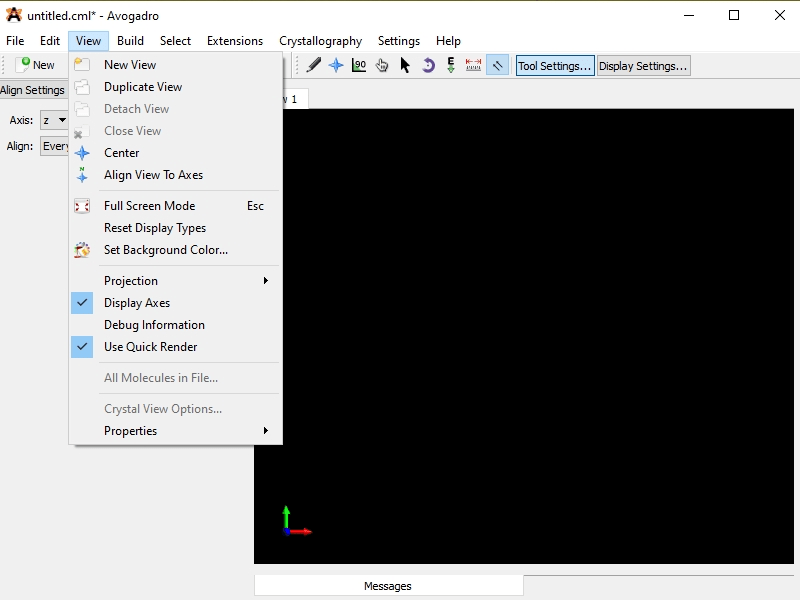 untitled.cml* - Avogadro
File Edit View Build Select Extensions Crystallography Settings Help
New 90 E Tool Settings... Display Settings...
Align Settings
Axis: z
Align: Every
w 1
New View
Duplicate View
Detach View
Close View
Center
Align View To Axes
Full Screen Mode Esc
Reset Display Types
Set Background Color...
Projection
Display Axes
Debug Information
Use Quick Render
All Molecules in File...
Crystal View Options...
Properties
Messages